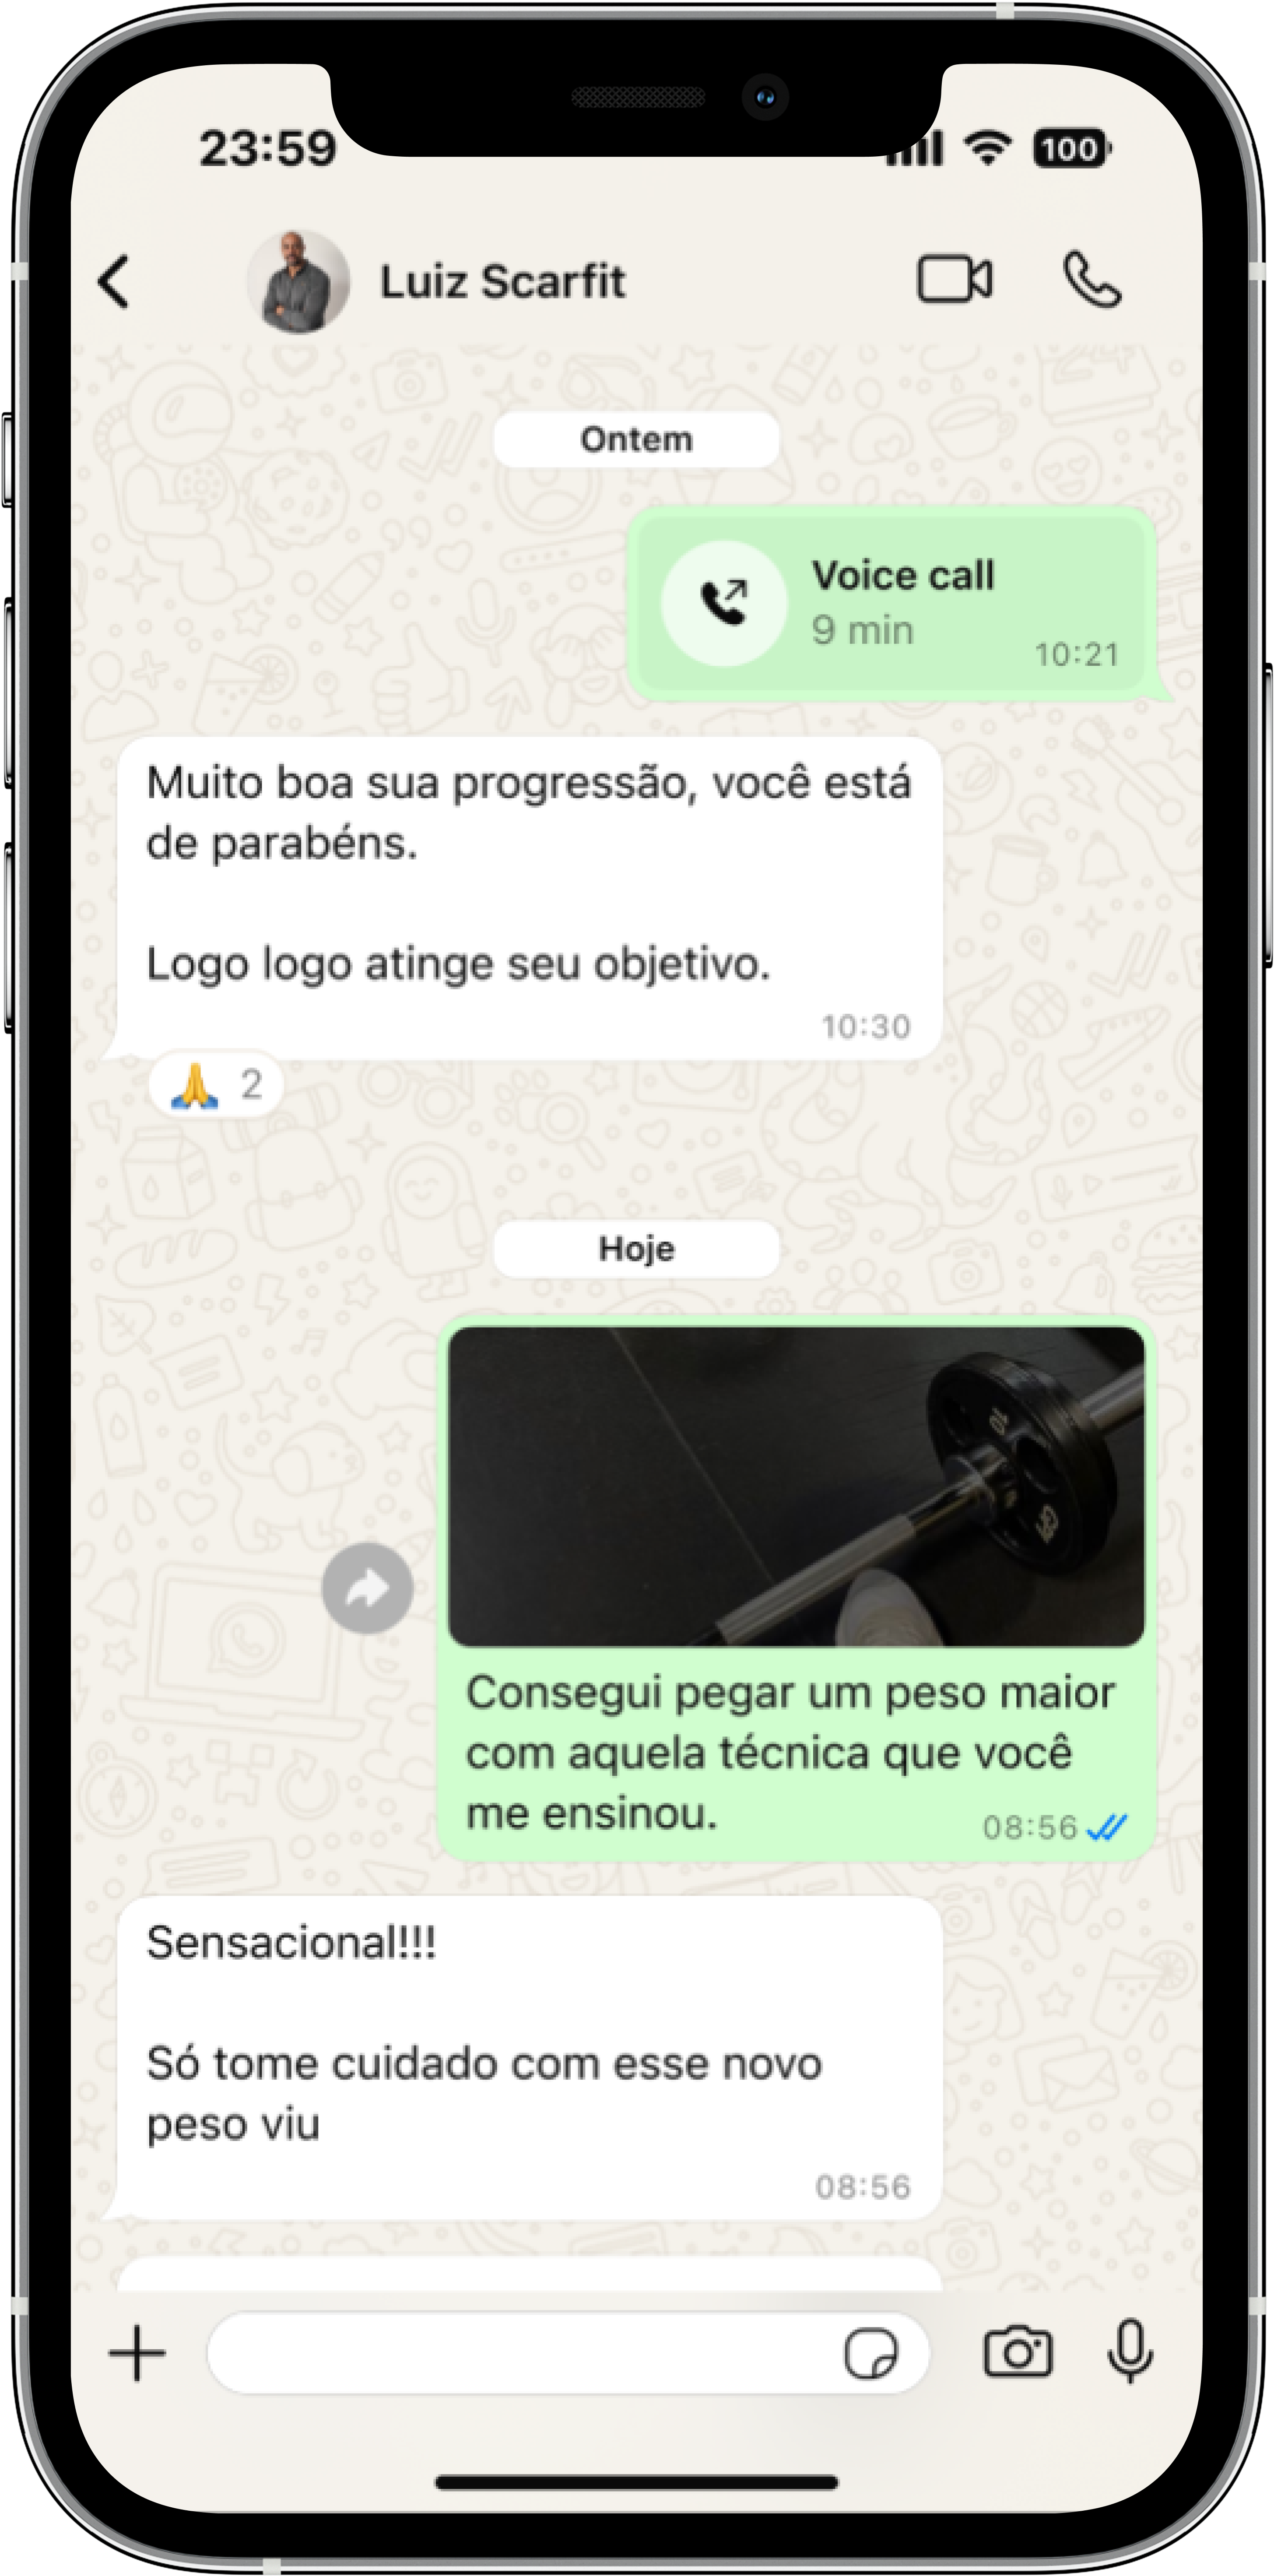 23:59
100
Luiz Scarfit
Ontem
Voice call
9 min
10:21
Muito boa sua progressão, você está
de parabéns.
Logo logo atinge seu objetivo.
10:30
🙏 2
Hoje
10
Consegui pegar um peso maior
com aquela técnica que você
me ensinou.
08:56
Sensacional!!!
Só tome cuidado com esse novo
peso viu
08:56